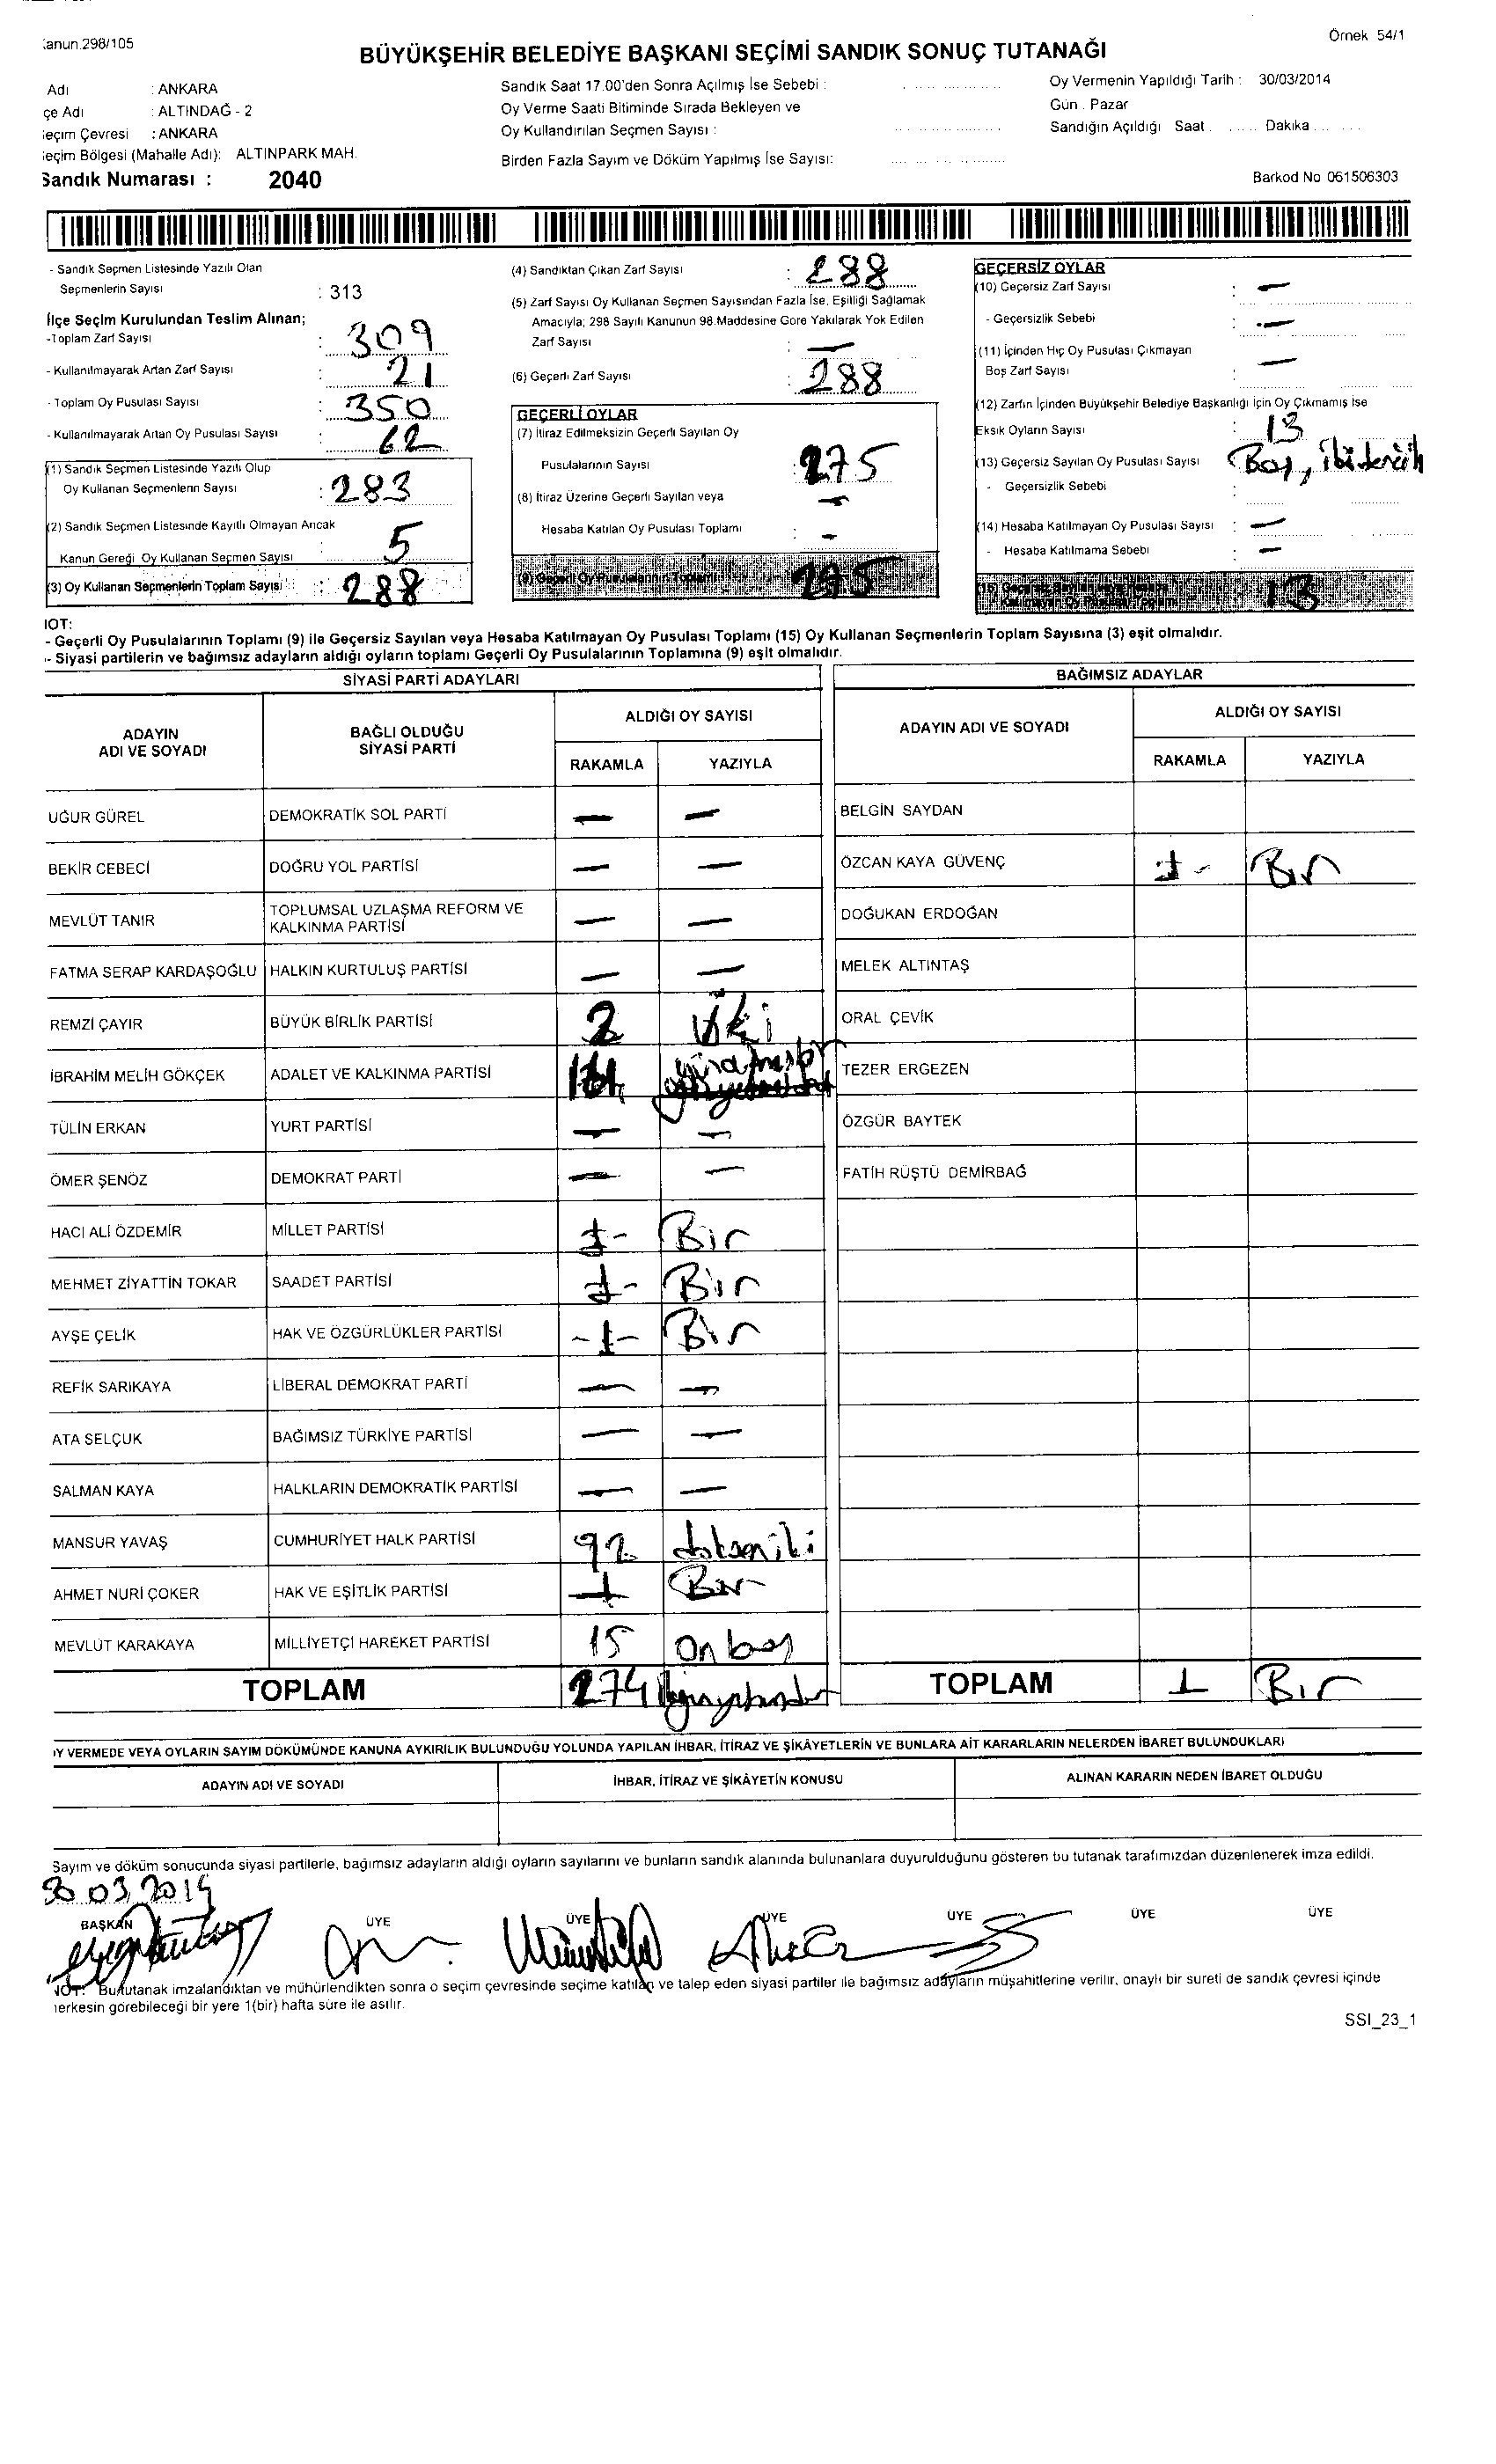 Örnek 54/1
BÜYÜKŞEHİR BELEDİYE BAŞKANI SEÇİMİ SANDIK SONUÇ TUTANAĞI
anun.298/105
Adı : ANKARA
çe Adı : ALTINDAĞ - 2
eçim Çevresi : ANKARA
eçim Bölgesi (Mahalle Adı): ALTINPARK MAH.
Sandık Numarası : 2040
Sandık Saat 17.00'den Sonra Açılmış İse Sebebi :
Oy Verme Saati Bitiminde Sırada Bekleyen ve
Oy Kullandırılan Seçmen Sayısı :
Birden Fazla Sayım ve Döküm Yapılmış İse Sayısı:
Oy Vermenin Yapıldığı Tarih : 30/03/2014
Gün . Pazar
Sandığın Açıldığı Saat . ..... Dakika ... ...
Barkod No 061506303
- Sandık Seçmen Listesinde Yazılı Olan
Seçmenlerin Sayısı : 313
İlçe Seçim Kurulundan Teslim Alınan;
-Toplam Zarf Sayısı : 309
- Kullanılmayarak Artan Zarf Sayısı : 21
- Toplam Oy Pusulası Sayısı : 350
- Kullanılmayarak Artan Oy Pusulası Sayısı : 62
(1) Sandık Seçmen Listesinde Yazılı Olup
Oy Kullanan Seçmenlerin Sayısı : 283
(2) Sandık Seçmen Listesinde Kayıtlı Olmayan Ancak
Kanun Gereği Oy Kullanan Seçmen Sayısı : 5
(3) Oy Kullanan Seçmenlerin Toplam Sayısı : 288
(4) Sandıktan Çıkan Zarf Sayısı : 288
(5) Zarf Sayısı Oy Kullanan Seçmen Sayısından Fazla İse, Eşitliği Sağlamak
Amacıyla; 298 Sayılı Kanunun 98.Maddesine Göre Yakılarak Yok Edilen
Zarf Sayısı : —
(6) Geçerli Zarf Sayısı : 288
GEÇERLİ OYLAR
(7) İtiraz Edilmeksizin Geçerli Sayılan Oy
Pusulalarının Sayısı : 275
(8) İtiraz Üzerine Geçerli Sayılan veya —
Hesaba Katılan Oy Pusulası Toplamı : —
(9) Geçerli Oy Pusulalarının Toplamı 275
GEÇERSİZ OYLAR
(10) Geçersiz Zarf Sayısı : —
- Geçersizlik Sebebi : —
(11) İçinden Hiç Oy Pusulası Çıkmayan
Boş Zarf Sayısı : —
(12) Zarfın İçinden Büyükşehir Belediye Başkanlığı İçin Oy Çıkmamış İse
Eksik Oyların Sayısı : 13
(13) Geçersiz Sayılan Oy Pusulası Sayısı : Boş,
- Geçersizlik Sebebi :
(14) Hesaba Katılmayan Oy Pusulası Sayısı : —
- Hesaba Katılmama Sebebi : —
(15) Geçersiz Sayılan veya Hesaba
Katılmayan Oy Pusulası Toplamı 13
IOT:
- Geçerli Oy Pusulalarının Toplamı (9) ile Geçersiz Sayılan veya Hesaba Katılmayan Oy Pusulası Toplamı (15) Oy Kullanan Seçmenlerin Toplam Sayısına (3) eşit olmalıdır.
- Siyasi partilerin ve bağımsız adayların aldığı oyların toplamı Geçerli Oy Pusulalarının Toplamına (9) eşit olmalıdır.
SİYASİ PARTİ ADAYLARI
ADAYIN ADI VE SOYADI
BAĞLI OLDUĞU SİYASİ PARTİ
ALDIĞI OY SAYISI
RAKAMLA YAZIYLA
UĞUR GÜREL DEMOKRATİK SOL PARTİ — —
BEKİR CEBECİ DOĞRU YOL PARTİSİ — —
MEVLÜT TANIR TOPLUMSAL UZLAŞMA REFORM VE KALKINMA PARTİSİ — —
FATMA SERAP KARDAŞOĞLU HALKIN KURTULUŞ PARTİSİ — —
REMZİ ÇAYIR BÜYÜK BİRLİK PARTİSİ 2 iki
İBRAHİM MELİH GÖKÇEK ADALET VE KALKINMA PARTİSİ
TÜLİN ERKAN YURT PARTİSİ — —
ÖMER ŞENÖZ DEMOKRAT PARTİ — —
HACI ALİ ÖZDEMİR MİLLET PARTİSİ 1- Bir
MEHMET ZİYATTİN TOKAR SAADET PARTİSİ 1- Bir
AYŞE ÇELİK HAK VE ÖZGÜRLÜKLER PARTİSİ -1- Bir
REFİK SARIKAYA LİBERAL DEMOKRAT PARTİ — —
ATA SELÇUK BAĞIMSIZ TÜRKİYE PARTİSİ — —
SALMAN KAYA HALKLARIN DEMOKRATİK PARTİSİ — —
MANSUR YAVAŞ CUMHURİYET HALK PARTİSİ 92 doksaniki
AHMET NURİ ÇOKER HAK VE EŞİTLİK PARTİSİ 1 Bir
MEVLÜT KARAKAYA MİLLİYETÇİ HAREKET PARTİSİ 15 Onbeş
TOPLAM 274
BAĞIMSIZ ADAYLAR
ADAYIN ADI VE SOYADI
ALDIĞI OY SAYISI
RAKAMLA YAZIYLA
BELGİN SAYDAN
ÖZCAN KAYA GÜVENÇ 1- Bir
DOĞUKAN ERDOĞAN
MELEK ALTINTAŞ
ORAL ÇEVİK
TEZER ERGEZEN
ÖZGÜR BAYTEK
FATİH RÜŞTÜ DEMİRBAĞ
TOPLAM 1 Bir
Y VERMEDE VEYA OYLARIN SAYIM DÖKÜMÜNDE KANUNA AYKIRILIK BULUNDUĞU YOLUNDA YAPILAN İHBAR, İTİRAZ VE ŞİKÂYETLERİN VE BUNLARA AİT KARARLARIN NELERDEN İBARET BULUNDUKLARI
ADAYIN ADI VE SOYADI İHBAR, İTİRAZ VE ŞİKÂYETİN KONUSU ALINAN KARARIN NEDEN İBARET OLDUĞU
Sayım ve döküm sonucunda siyasi partilerle, bağımsız adayların aldığı oyların sayılarını ve bunların sandık alanında bulunanlara duyurulduğunu gösteren bu tutanak tarafımızdan düzenlenerek imza edildi.
30.03.2014
BAŞKAN ÜYE ÜYE ÜYE ÜYE ÜYE ÜYE
NOT: Bu tutanak imzalandıktan ve mühürlendikten sonra o seçim çevresinde seçime katılan ve talep eden siyasi partiler ile bağımsız adayların müşahitlerine verilir, onaylı bir sureti de sandık çevresi içinde
erkesin görebileceği bir yere 1(bir) hafta süre ile asılır.
SSI_23_1